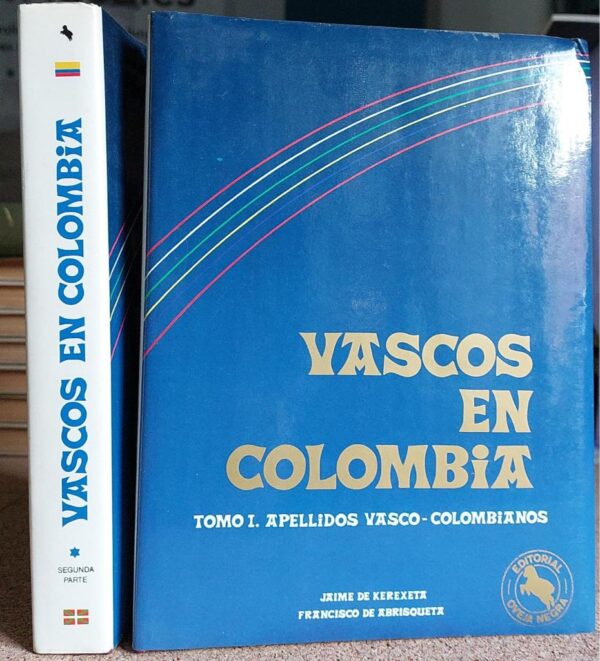 VASCOS EN COLOMBiA
SEGUNDA
PARTE
VASCOS
EN
COLOMBiA
TOMO I. APELLiDOS VASCO-COLOMBiANOS
JAiME DE KEREXETA
FRANCiSCO DE ABRiSQUETA
EDITORIAL
OVEJA NEGRA